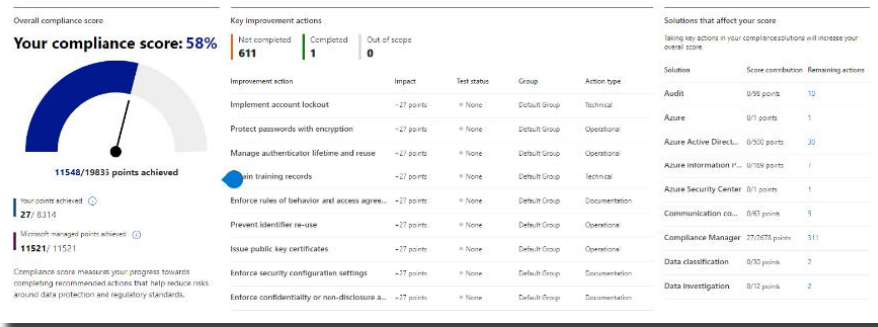 Overall compliance score
Your compliance score: 58%
11548/19835 points achieved
Your points achieved
27/ 8314
Microsoft managed points achieved
11521/ 11521
Compliance score measures your progress towards
completing recommended actions that help reduce risks
around data protection and regulatory standards.
Key improvement actions
Not completed Completed Out of scope
611 1 0
Improvement action Impact Test status Group Action type
Implement account lockout +27 points None Default Group Technical
Protect passwords with encryption +27 points None Default Group Operational
Manage authenticator lifetime and reuse +27 points None Default Group Operational
ain training records +27 points None Default Group Technical
Enforce rules of behavior and access agree... +27 points None Default Group Documentation
Prevent identifier re-use +27 points None Default Group Operational
Issue public key certificates +27 points None Default Group Operational
Enforce security configuration settings +27 points None Default Group Documentation
Enforce confidentiality or non-disclosure a... +27 points None Default Group Documentation
Solutions that affect your score
Taking key actions in your compliance solutions will increase your
overall score.
Solution Score contribution Remaining actions
Audit 0/98 points 10
Azure 0/1 points 1
Azure Active Direct... 0/500 points 30
Azure Information P... 0/189 points 7
Azure Security Center 0/1 points 1
Communication co... 0/63 points
Compliance Manager 27/2678 points 311
Data classification 0/30 points 2
Data investigation 0/12 points 2